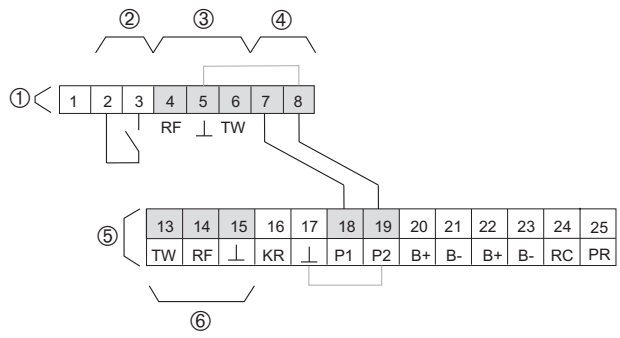 ② ③ ④
① 1 2 3 4 5 6 7 8
RF ⊥ TW
⑤ 13 14 15 16 17 18 19 20 21 22 23 24 25
TW RF ⊥ KR ⊥ P1 P2 B+ B- B+ B- RC PR
⑥